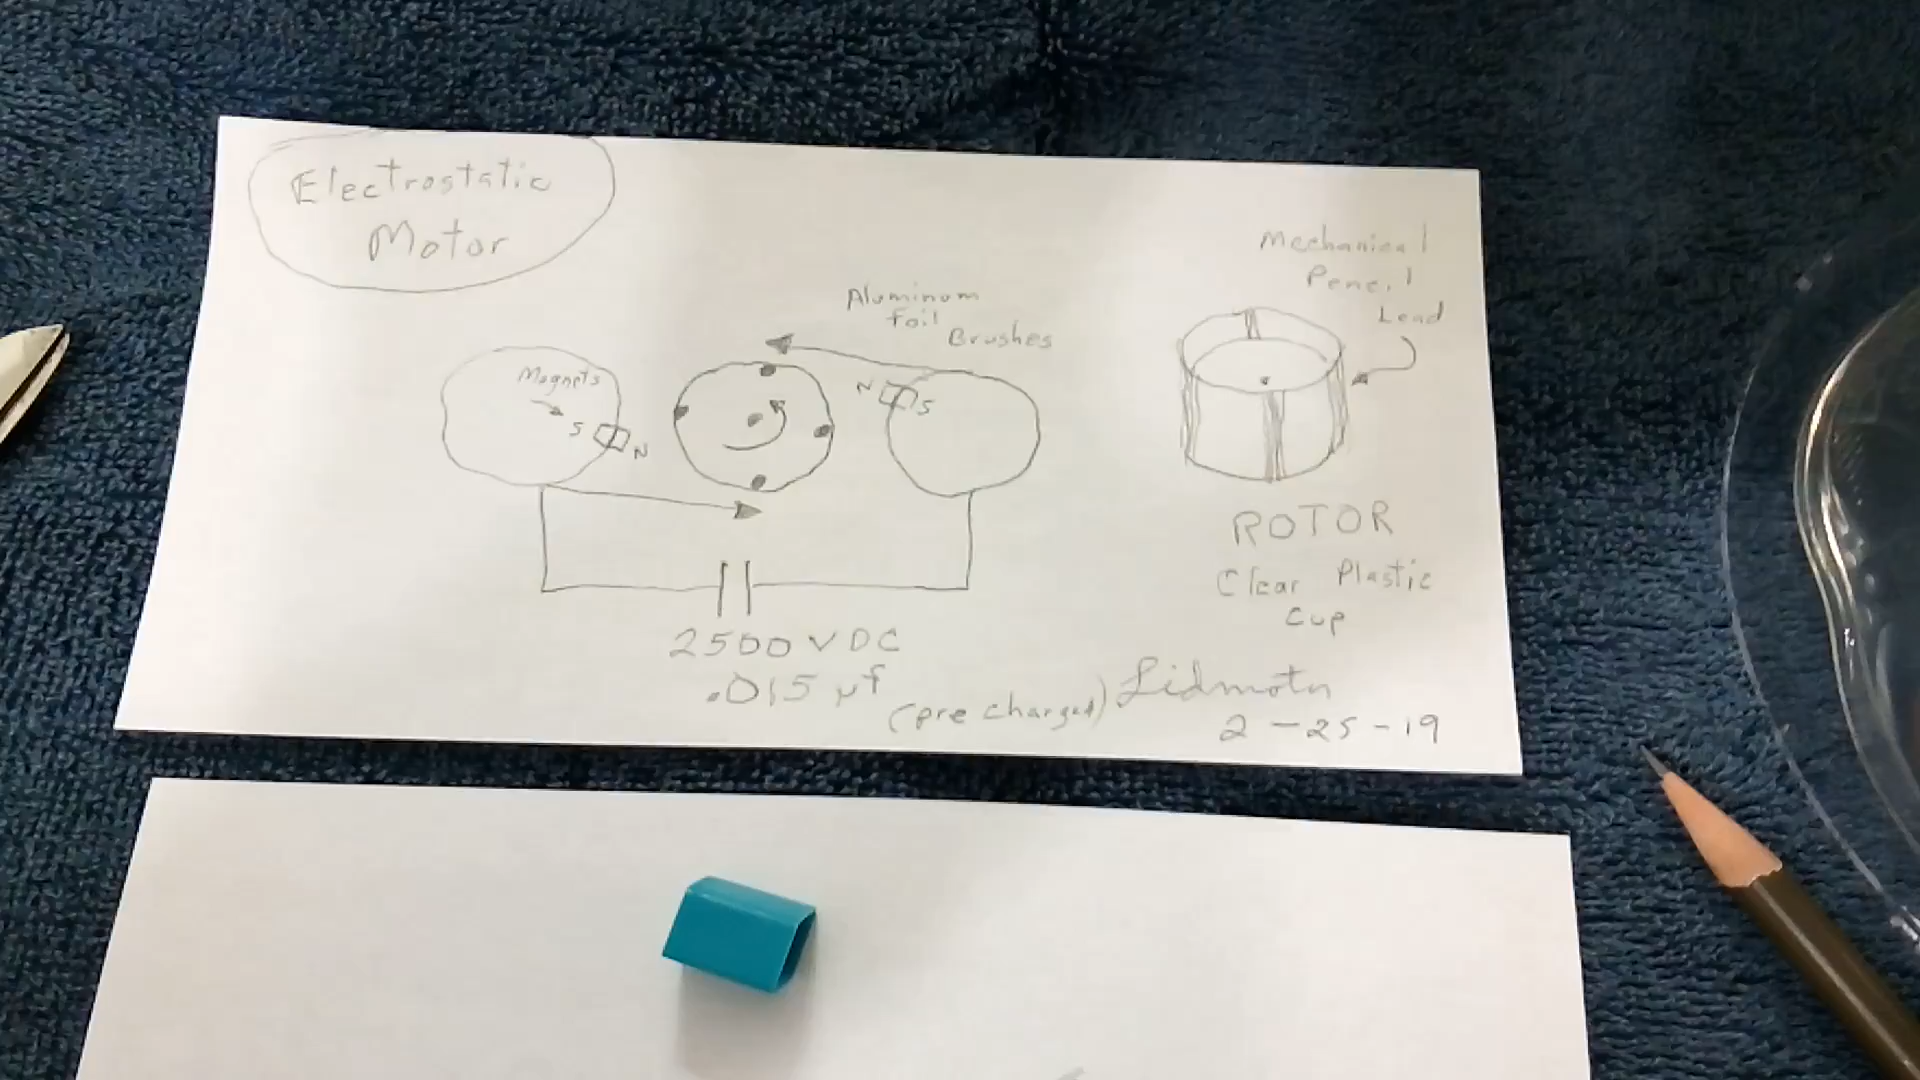 Electrostatic
Motor
Aluminum
foil
Brushes
Magnets
S
N
N
S
Mechanical
Pencil
Lead
ROTOR
Clear Plastic
Cup
2500 VDC
.015 µf
(pre charged)
Lidmotor
2-25-19